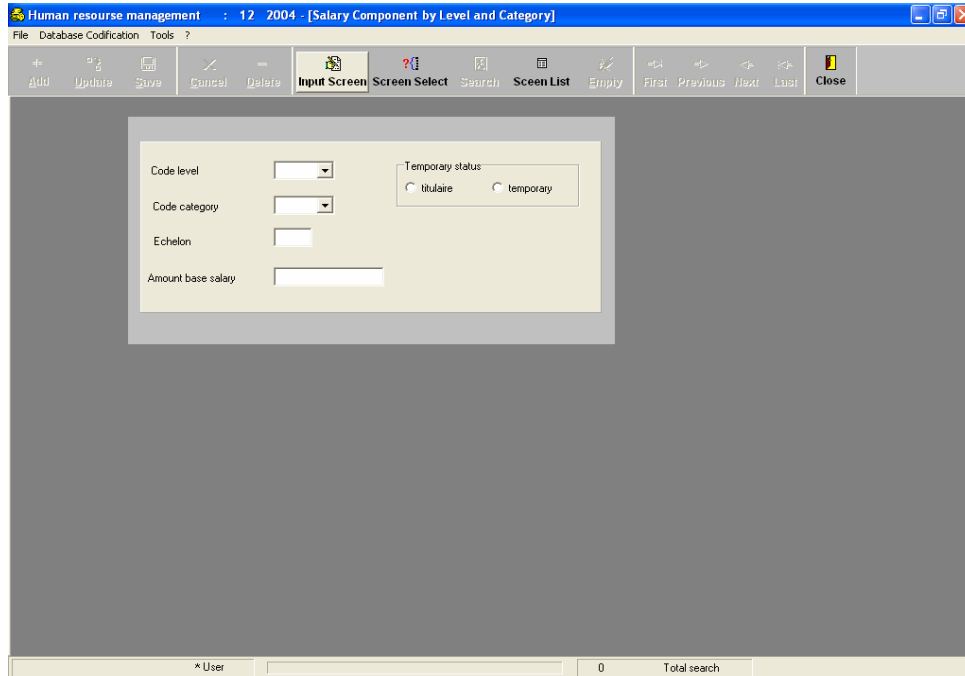 Human resourse management : 12 2004 - [Salary Component by Level and Category]
File Database Codification Tools ?
Add Update Save Cancel Delete Input Screen Screen Select Search Sceen List Empty First Previous Next Last Close
Code level
Temporary status
titulaire temporary
Code category
Echelon
Amount base salary
* User 0 Total search